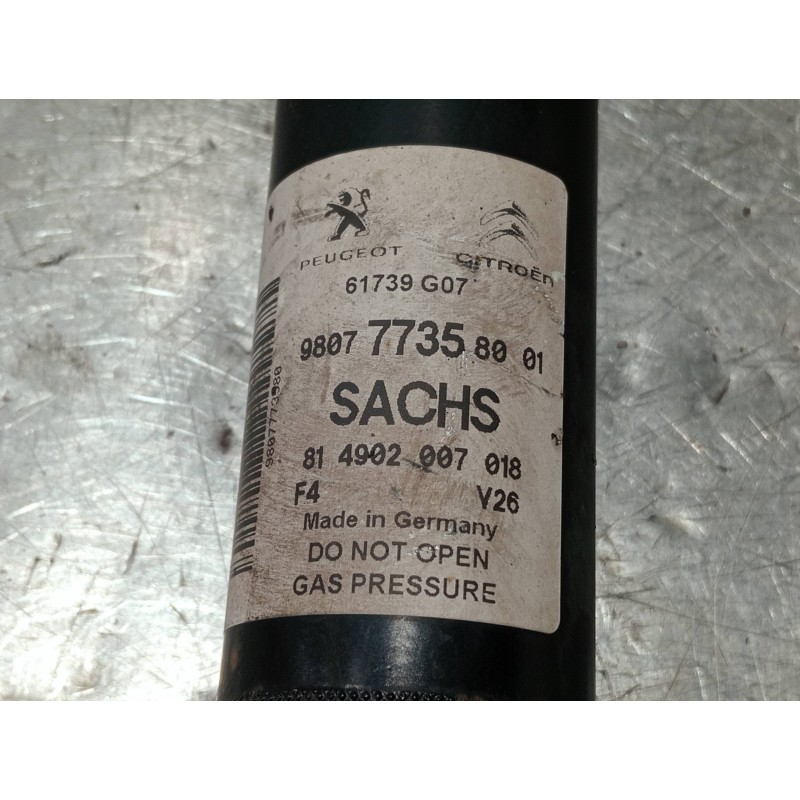 PEUGEOT CITROËN
61739 G07
9807 7735 80 01
SACHS
81 4902 007 018
F4 V26
Made in Germany
DO NOT OPEN
GAS PRESSURE
9807773580